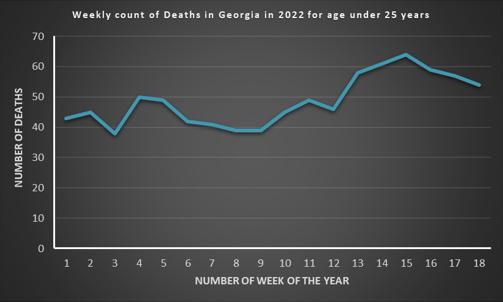 Weekly count of Deaths in Georgia in 2022 for age under 25 years
70
60
50
40
30
20
10
0
NUMBER OF DEATHS
1 2 3 4 5 6 7 8 9 10 11 12 13 14 15 16 17 18
NUMBER OF WEEK OF THE YEAR